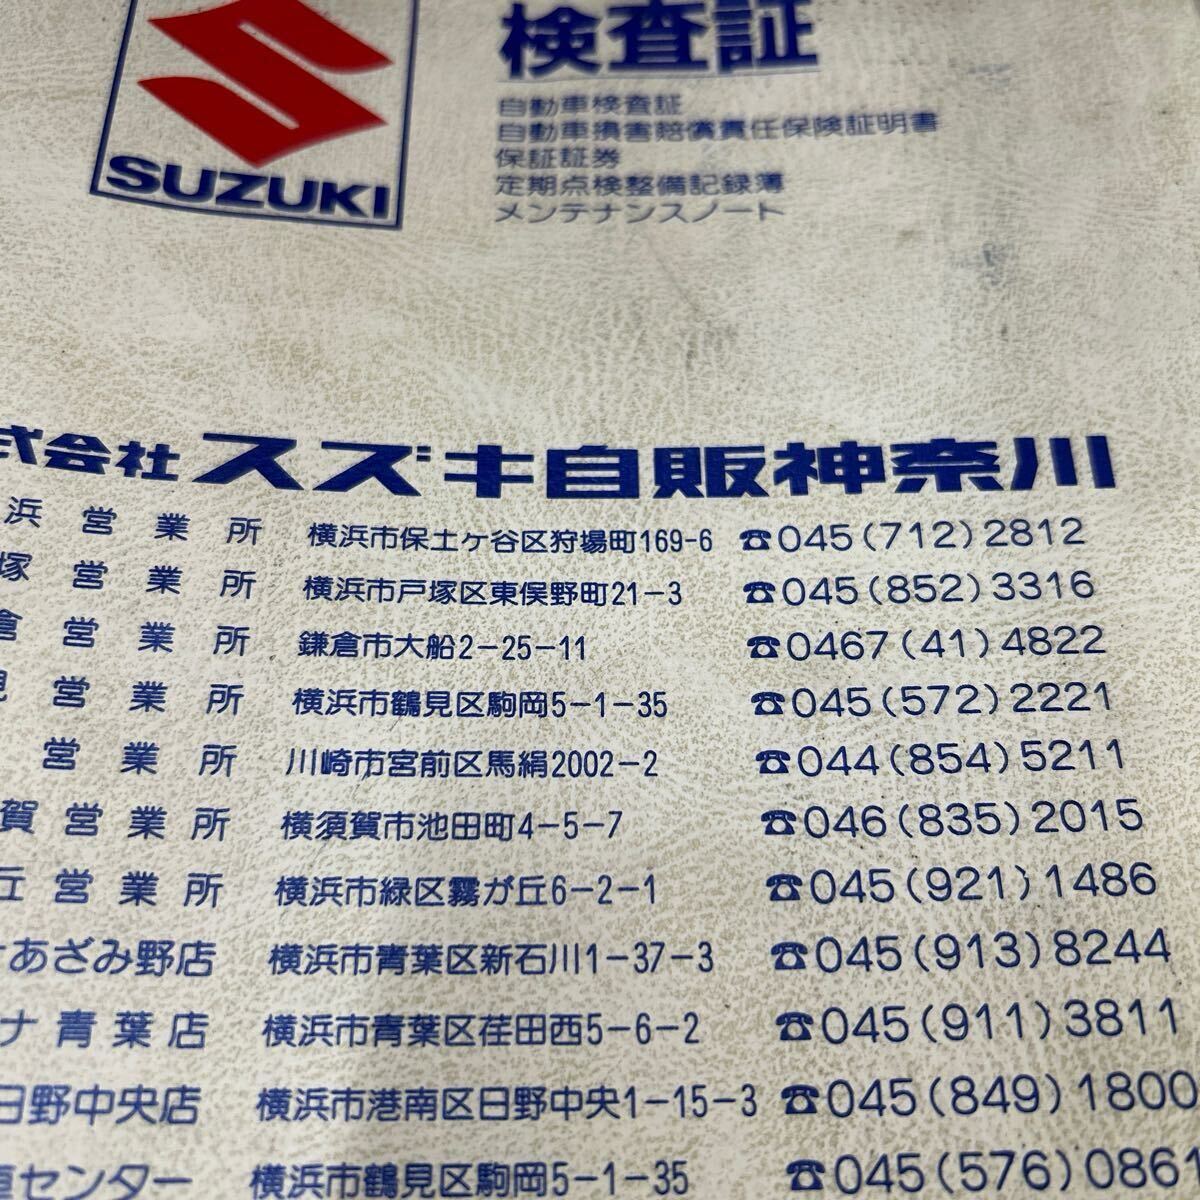 SUZUKI
検査証
自動車検査証
自動車損害賠償責任保険証明書
保証証券
定期点検整備記録簿
メンテナンスノート
式会社 スズキ自販神奈川
浜営業所 横浜市保土ヶ谷区狩場町169-6 ☎045(712)2812
塚営業所 横浜市戸塚区東俣野町21-3 ☎045(852)3316
倉営業所 鎌倉市大船2-25-11 ☎0467(41)4822
見営業所 横浜市鶴見区駒岡5-1-35 ☎045(572)2221
営業所 川崎市宮前区馬絹2002-2 ☎044(854)5211
賀営業所 横須賀市池田町4-5-7 ☎046(835)2015
丘営業所 横浜市緑区霧が丘6-2-1 ☎045(921)1486
あざみ野店 横浜市青葉区新石川1-37-3 ☎045(913)8244
ナ青葉店 横浜市青葉区荏田西5-6-2 ☎045(911)3811
日野中央店 横浜市港南区日野中央1-15-3 ☎045(849)1800
車センター 横浜市鶴見区駒岡5-1-35 ☎045(576)0861